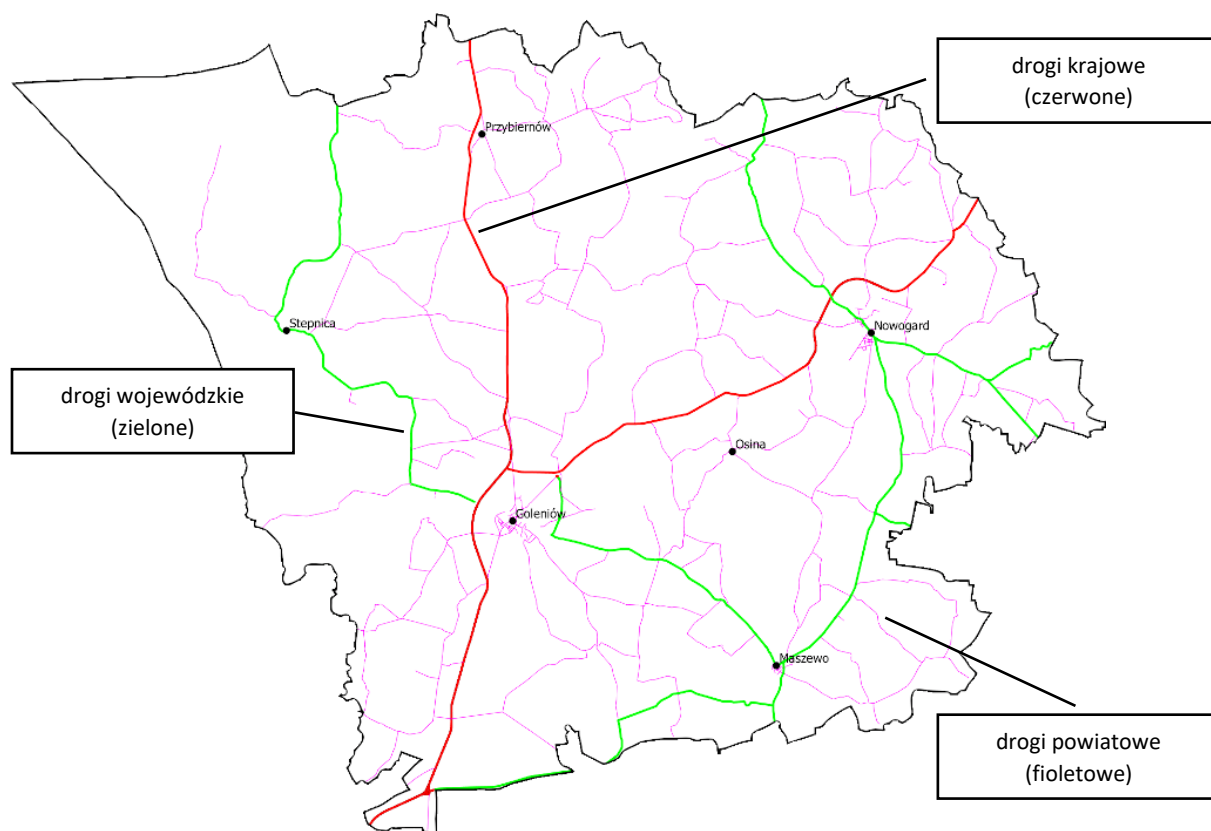 drogi krajowe
(czerwone)
Przybiernów
Stepnica
Nowogard
drogi wojewódzkie
(zielone)
Osina
Goleniów
Maszewo
drogi powiatowe
(fioletowe)